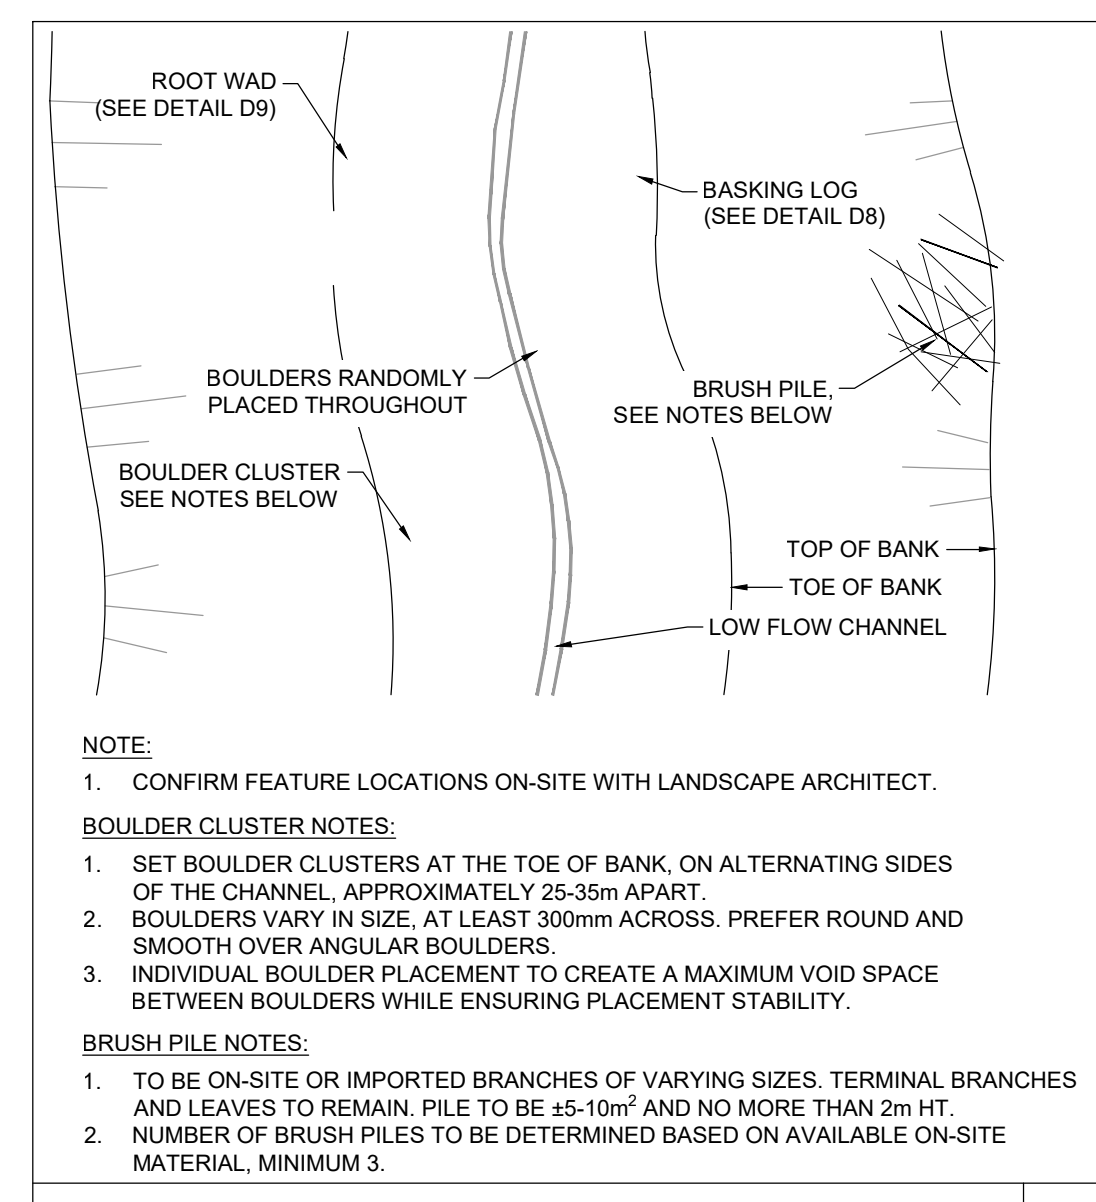 ROOT WAD
(SEE DETAIL D9)
BASKING LOG
(SEE DETAIL D8)
BOULDERS RANDOMLY
PLACED THROUGHOUT
BRUSH PILE,
SEE NOTES BELOW
BOULDER CLUSTER
SEE NOTES BELOW
TOP OF BANK
TOE OF BANK
LOW FLOW CHANNEL
NOTE:
1. CONFIRM FEATURE LOCATIONS ON-SITE WITH LANDSCAPE ARCHITECT.
BOULDER CLUSTER NOTES:
1. SET BOULDER CLUSTERS AT THE TOE OF BANK, ON ALTERNATING SIDES
OF THE CHANNEL, APPROXIMATELY 25-35m APART.
2. BOULDERS VARY IN SIZE, AT LEAST 300mm ACROSS. PREFER ROUND AND
SMOOTH OVER ANGULAR BOULDERS.
3. INDIVIDUAL BOULDER PLACEMENT TO CREATE A MAXIMUM VOID SPACE
BETWEEN BOULDERS WHILE ENSURING PLACEMENT STABILITY.
BRUSH PILE NOTES:
1. TO BE ON-SITE OR IMPORTED BRANCHES OF VARYING SIZES. TERMINAL BRANCHES
AND LEAVES TO REMAIN. PILE TO BE ±5-10m² AND NO MORE THAN 2m HT.
2. NUMBER OF BRUSH PILES TO BE DETERMINED BASED ON AVAILABLE ON-SITE
MATERIAL, MINIMUM 3.